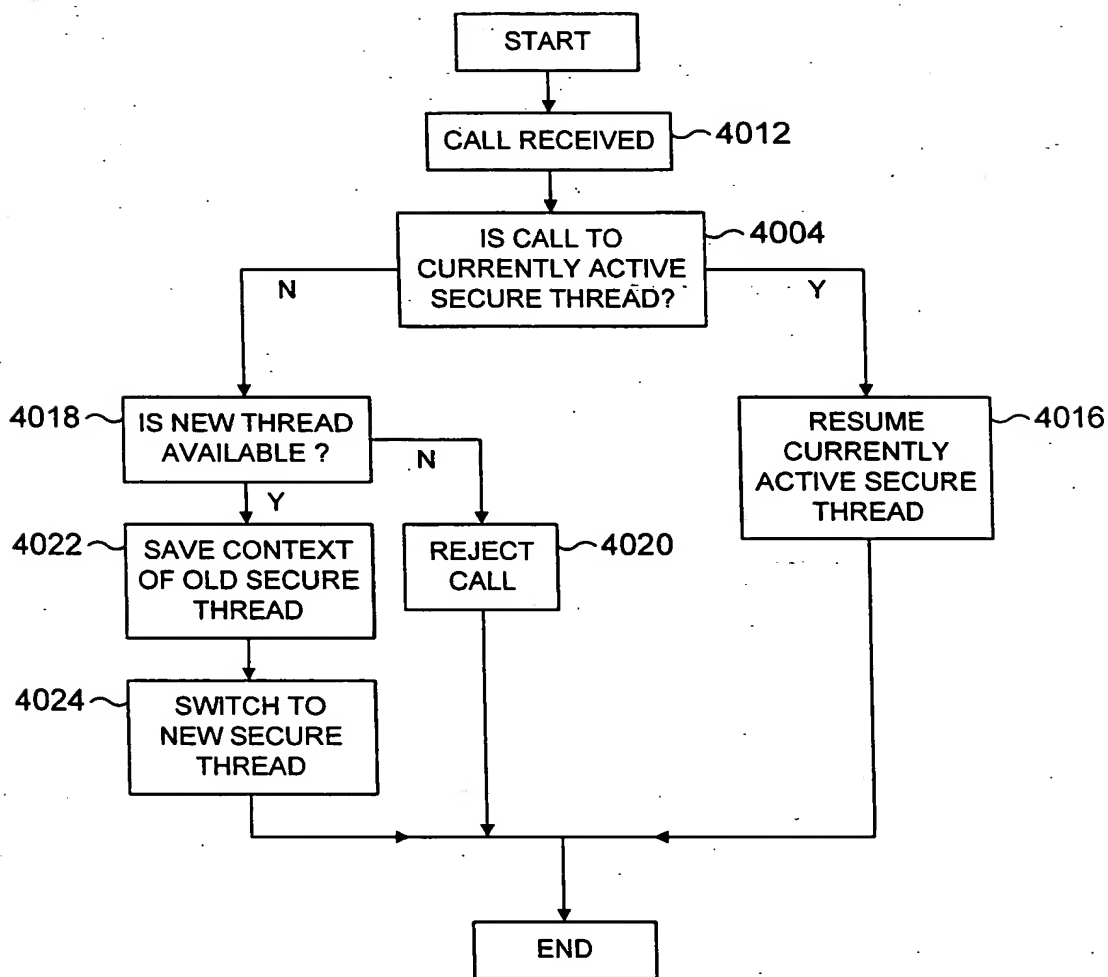 START
CALL RECEIVED
4012
IS CALL TO
CURRENTLY ACTIVE
SECURE THREAD?
4004
N
Y
4018
IS NEW THREAD
AVAILABLE ?
N
Y
RESUME
CURRENTLY
ACTIVE SECURE
THREAD
4016
4022
SAVE CONTEXT
OF OLD SECURE
THREAD
REJECT
CALL
4020
4024
SWITCH TO
NEW SECURE
THREAD
END